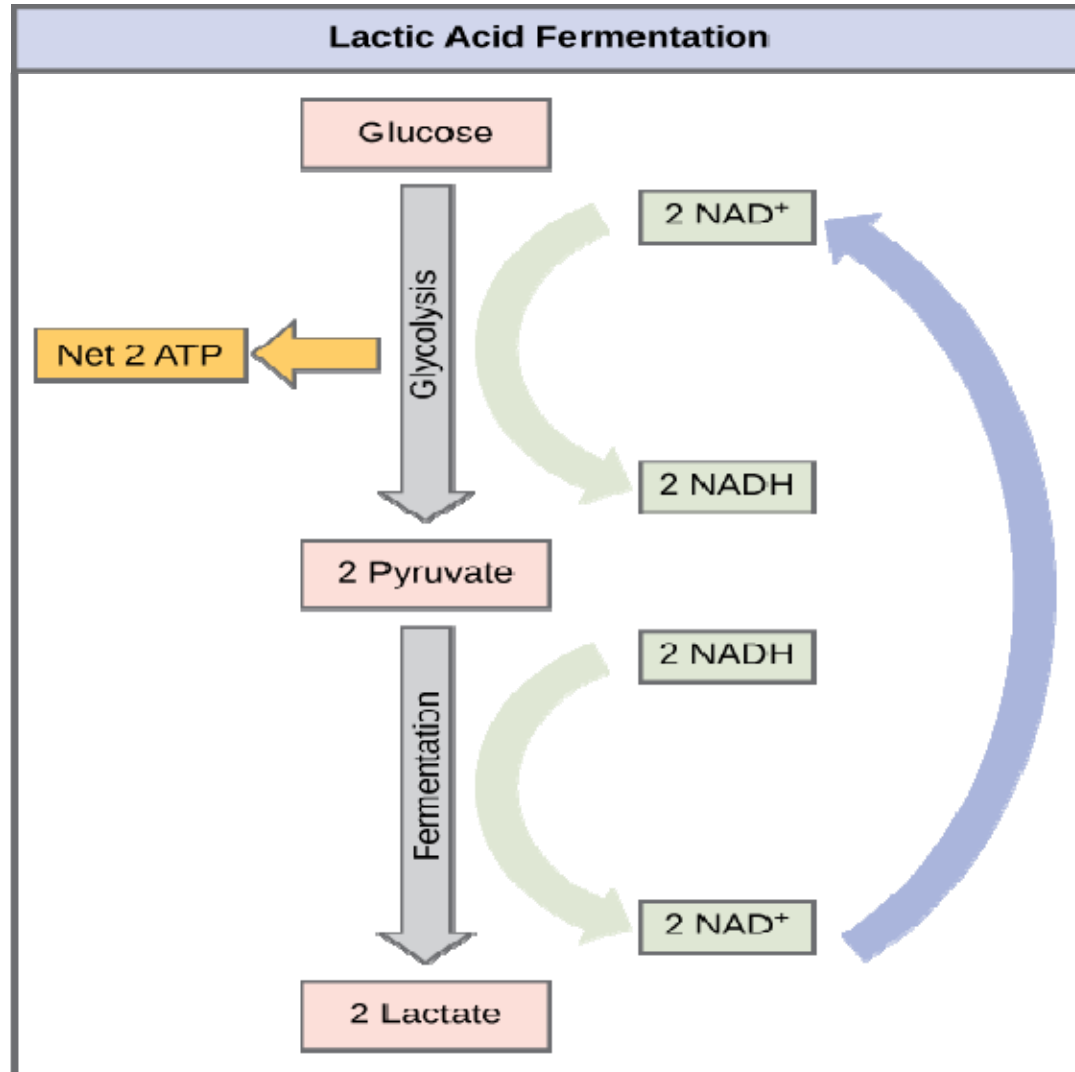 Lactic Acid Fermentation
Glucose
2 NAD⁺
Glycolysis
Net 2 ATP
2 NADH
2 Pyruvate
2 NADH
Fermentation
2 NAD⁺
2 Lactate